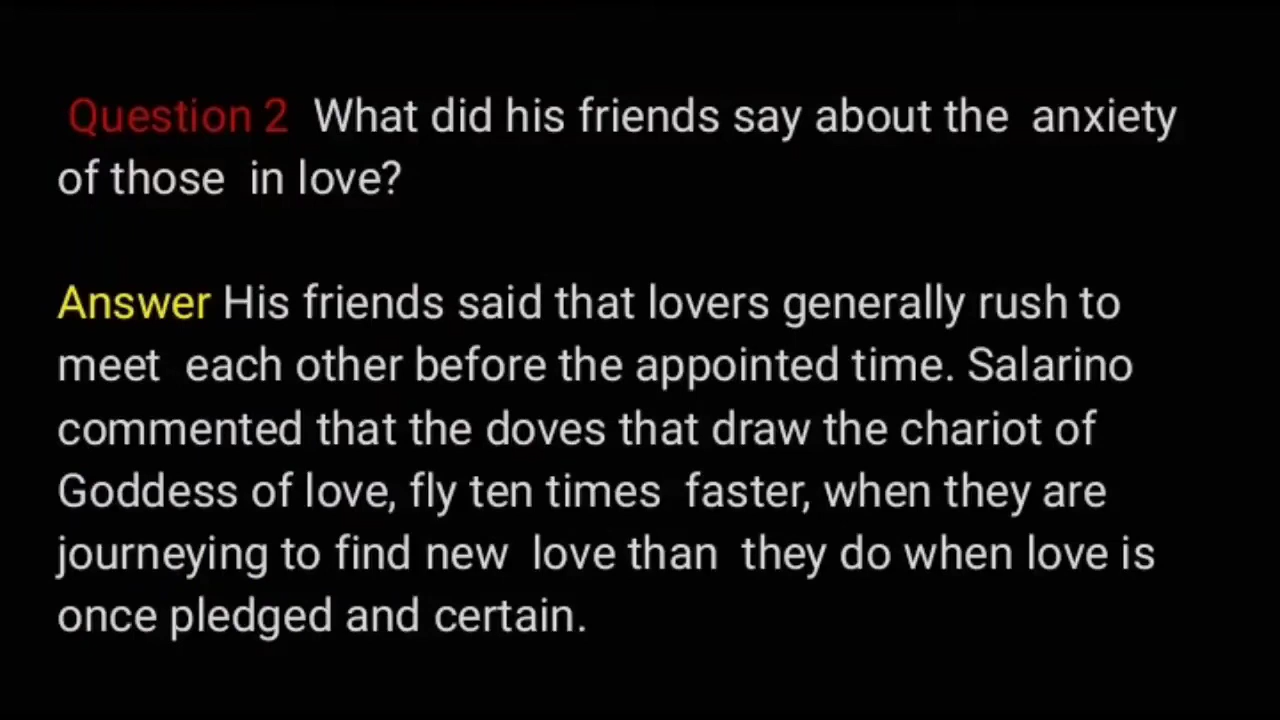 Question 2 What did his friends say about the anxiety
of those in love?
Answer His friends said that lovers generally rush to
meet each other before the appointed time. Salarino
commented that the doves that draw the chariot of
Goddess of love, fly ten times faster, when they are
journeying to find new love than they do when love is
once pledged and certain.